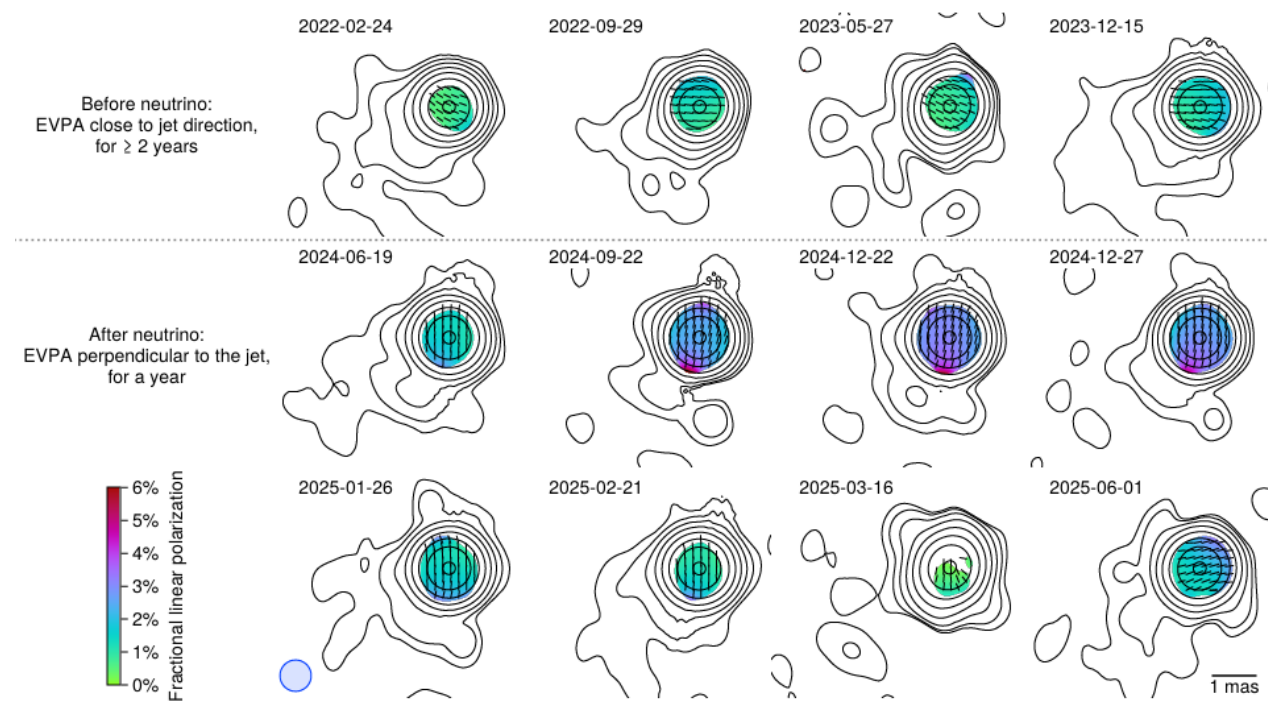 2022-02-24
2022-09-29
2023-05-27
2023-12-15
Before neutrino:
EVPA close to jet direction,
for ≥ 2 years
2024-06-19
2024-09-22
2024-12-22
2024-12-27
After neutrino:
EVPA perpendicular to the jet,
for a year
2025-01-26
2025-02-21
2025-03-16
2025-06-01
6%
5%
4%
3%
2%
1%
0%
Fractional linear polarization
1 mas